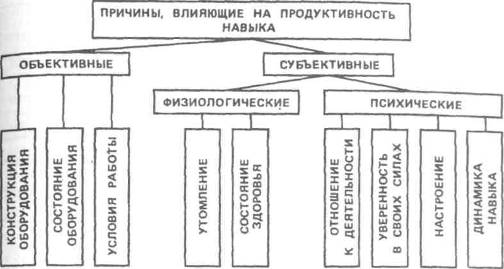 ПРИЧИНЫ, ВЛИЯЮЩИЕ НА ПРОДУКТИВНОСТЬ
НАВЫКА
ОБЪЕКТИВНЫЕ
СУБЪЕКТИВНЫЕ
ФИЗИОЛОГИЧЕСКИЕ
ПСИХИЧЕСКИЕ
КОНСТРУКЦИЯ
ОБОРУДОВАНИЯ
СОСТОЯНИЕ
ОБОРУДОВАНИЯ
УСЛОВИЯ РАБОТЫ
УТОМЛЕНИЕ
СОСТОЯНИЕ
ЗДОРОВЬЯ
ОТНОШЕНИЕ
К ДЕЯТЕЛЬНОСТИ
УВЕРЕННОСТЬ
В СВОИХ СИЛАХ
НАСТРОЕНИЕ
ДИНАМИКА
НАВЫКА